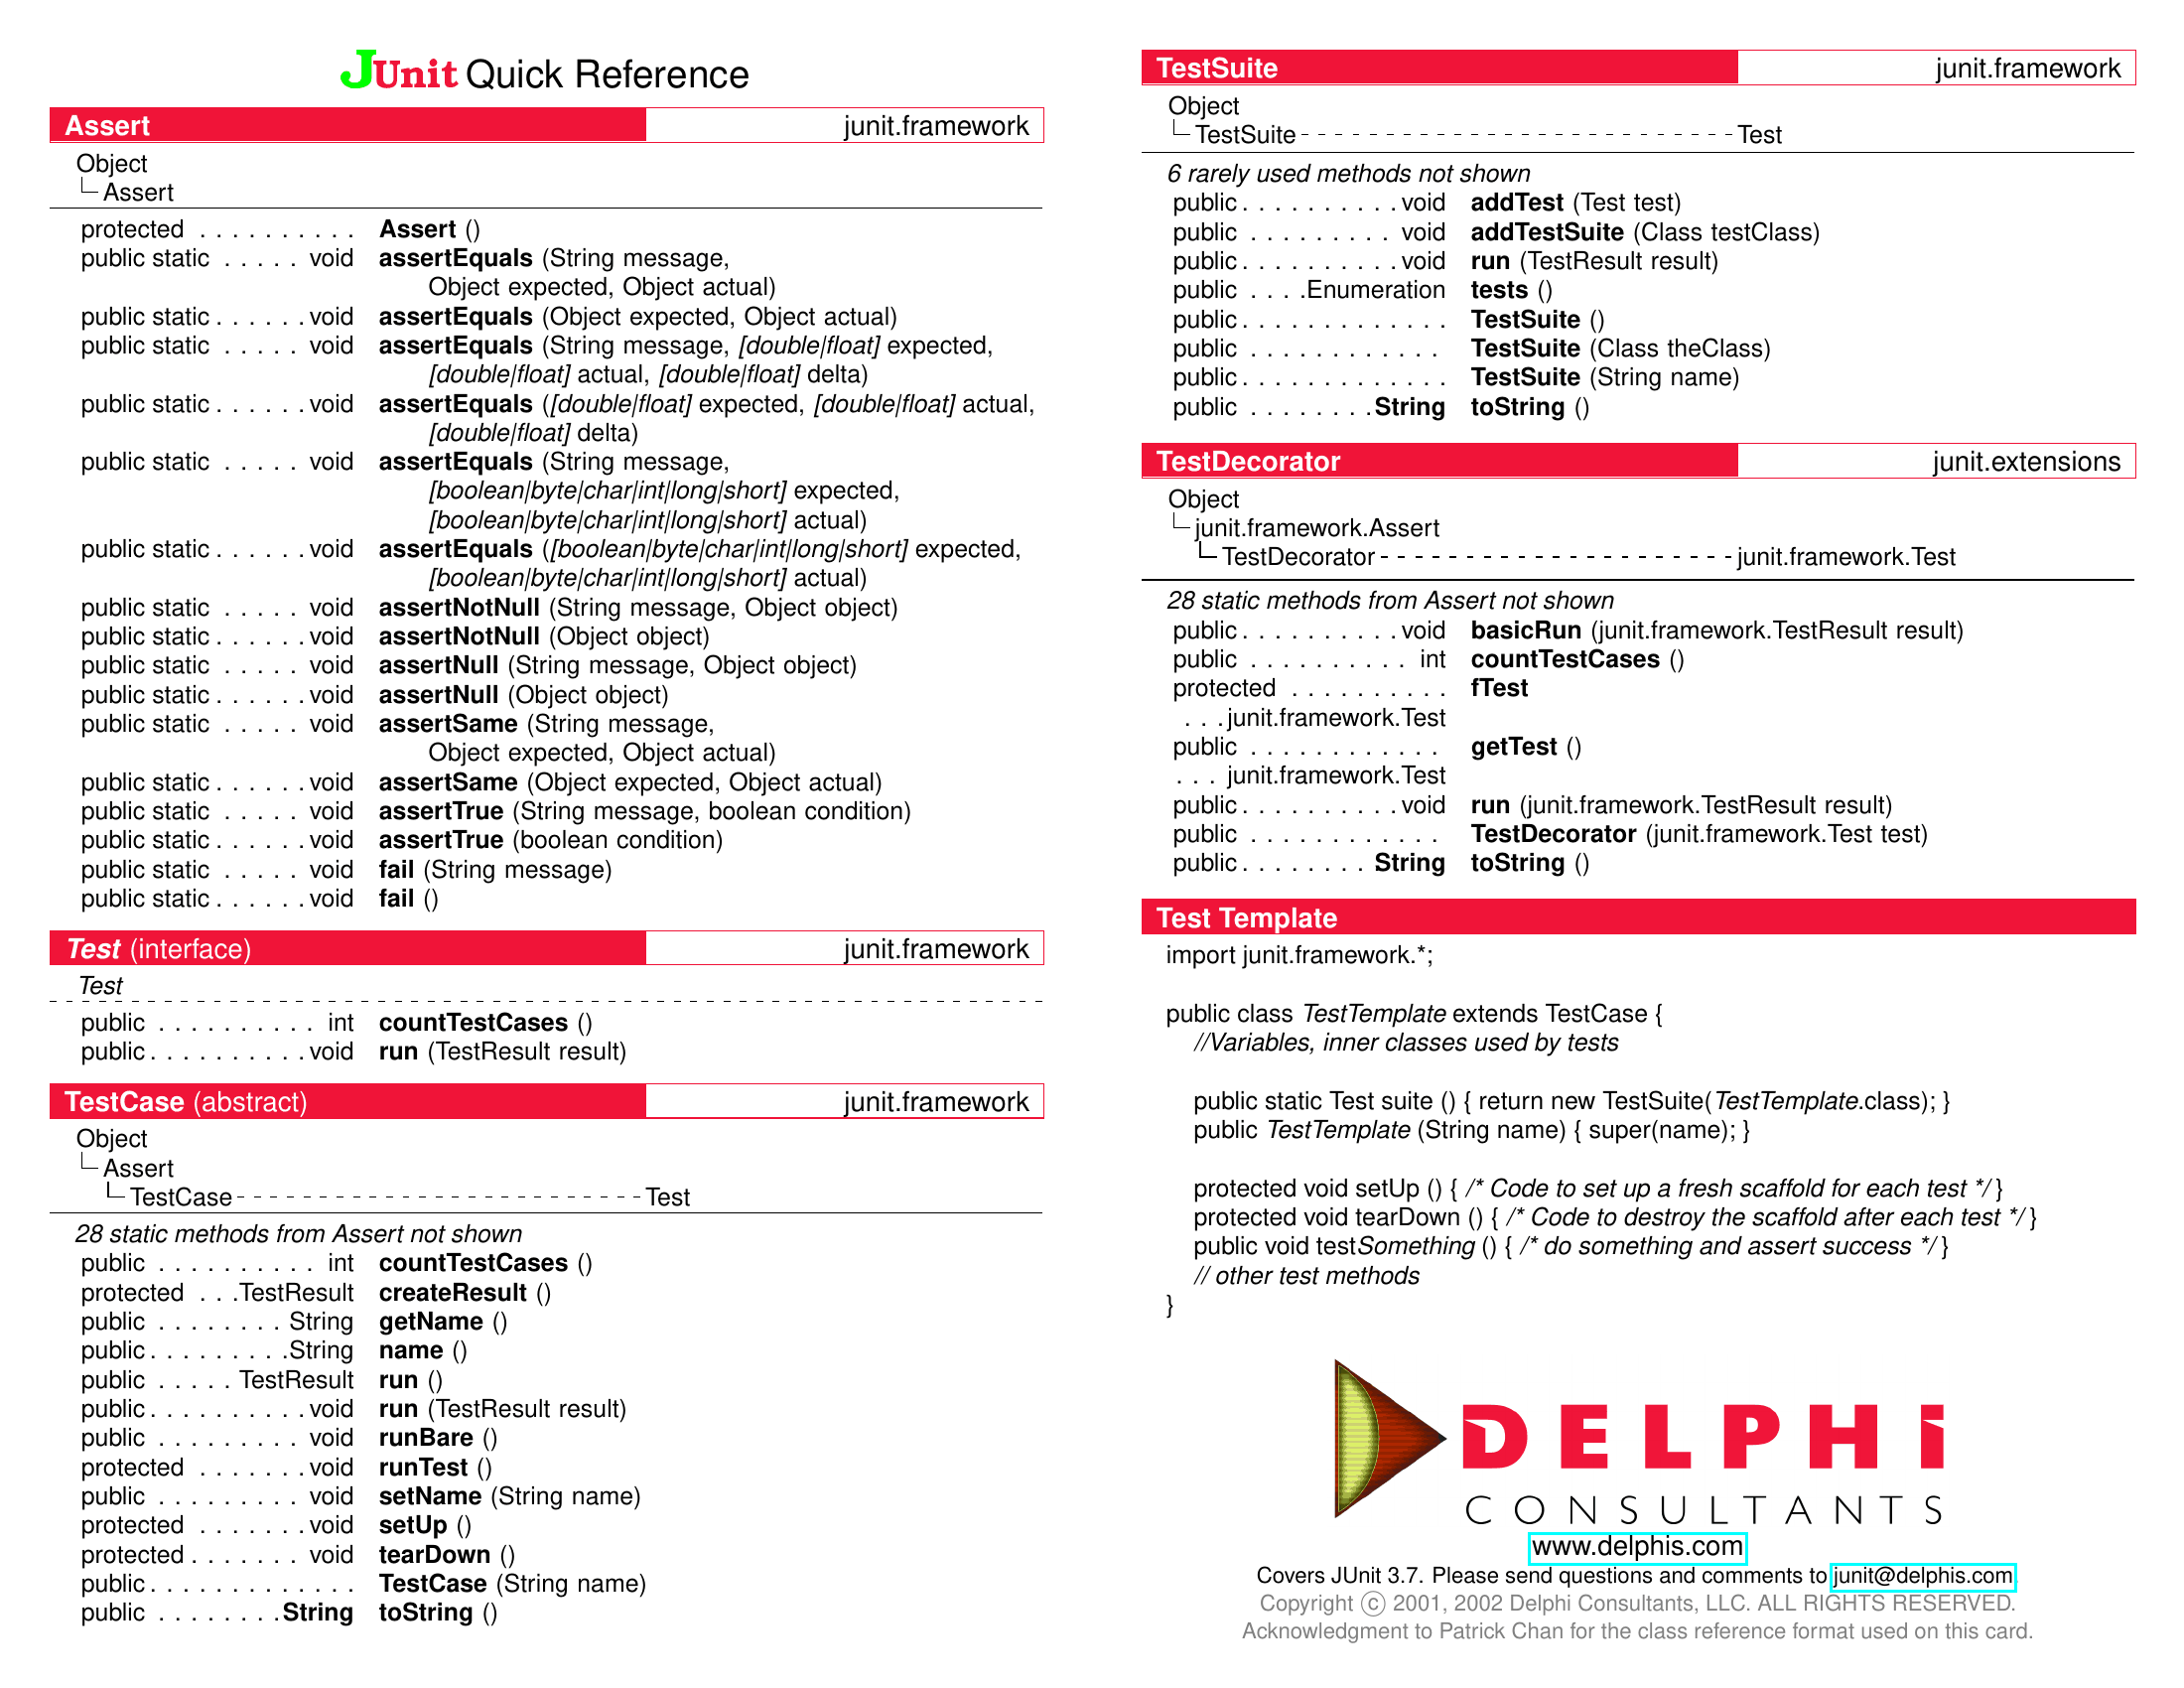 JUnit Quick Reference
Assert junit.framework
Object
Assert
protected . . . . . . . . . . Assert ()
public static . . . . . void assertEquals (String message,
Object expected, Object actual)
public static . . . . . . void assertEquals (Object expected, Object actual)
public static . . . . . void assertEquals (String message, [double|float] expected,
[double|float] actual, [double|float] delta)
public static . . . . . . void assertEquals ([double|float] expected, [double|float] actual,
[double|float] delta)
public static . . . . . void assertEquals (String message,
[boolean|byte|char|int|long|short] expected,
[boolean|byte|char|int|long|short] actual)
public static . . . . . . void assertEquals ([boolean|byte|char|int|long|short] expected,
[boolean|byte|char|int|long|short] actual)
public static . . . . . void assertNotNull (String message, Object object)
public static . . . . . . void assertNotNull (Object object)
public static . . . . . void assertNull (String message, Object object)
public static . . . . . . void assertNull (Object object)
public static . . . . . void assertSame (String message,
Object expected, Object actual)
public static . . . . . . void assertSame (Object expected, Object actual)
public static . . . . . void assertTrue (String message, boolean condition)
public static . . . . . . void assertTrue (boolean condition)
public static . . . . . void fail (String message)
public static . . . . . . void fail ()
Test (interface) junit.framework
Test
public . . . . . . . . . . int countTestCases ()
public . . . . . . . . . . void run (TestResult result)
TestCase (abstract) junit.framework
Object
Assert
TestCase Test
28 static methods from Assert not shown
public . . . . . . . . . . int countTestCases ()
protected . . .TestResult createResult ()
public . . . . . . . . String getName ()
public . . . . . . . . .String name ()
public . . . . . TestResult run ()
public . . . . . . . . . . void run (TestResult result)
public . . . . . . . . . void runBare ()
protected . . . . . . . void runTest ()
public . . . . . . . . . void setName (String name)
protected . . . . . . . void setUp ()
protected . . . . . . . void tearDown ()
public . . . . . . . . . . . . . TestCase (String name)
public . . . . . . . . String toString ()
TestSuite junit.framework
Object
TestSuite Test
6 rarely used methods not shown
public . . . . . . . . . . void addTest (Test test)
public . . . . . . . . . void addTestSuite (Class testClass)
public . . . . . . . . . . void run (TestResult result)
public . . . .Enumeration tests ()
public . . . . . . . . . . . . . TestSuite ()
public . . . . . . . . . . . . TestSuite (Class theClass)
public . . . . . . . . . . . . . TestSuite (String name)
public . . . . . . . . String toString ()
TestDecorator junit.extensions
Object
junit.framework.Assert
TestDecorator junit.framework.Test
28 static methods from Assert not shown
public . . . . . . . . . . void basicRun (junit.framework.TestResult result)
public . . . . . . . . . . int countTestCases ()
protected . . . . . . . . . . fTest
. . . junit.framework.Test
public . . . . . . . . . . . . getTest ()
. . . junit.framework.Test
public . . . . . . . . . . void run (junit.framework.TestResult result)
public . . . . . . . . . . . . TestDecorator (junit.framework.Test test)
public . . . . . . . . String toString ()
Test Template
import junit.framework.*;
public class TestTemplate extends TestCase {
//Variables, inner classes used by tests
public static Test suite () { return new TestSuite(TestTemplate.class); }
public TestTemplate (String name) { super(name); }
protected void setUp () { /* Code to set up a fresh scaffold for each test */ }
protected void tearDown () { /* Code to destroy the scaffold after each test */ }
public void testSomething () { /* do something and assert success */ }
// other test methods
}
DELPHi
CONSULTANTS
www.delphis.com
Covers JUnit 3.7. Please send questions and comments to junit@delphis.com
Copyright © 2001, 2002 Delphi Consultants, LLC. ALL RIGHTS RESERVED.
Acknowledgment to Patrick Chan for the class reference format used on this card.